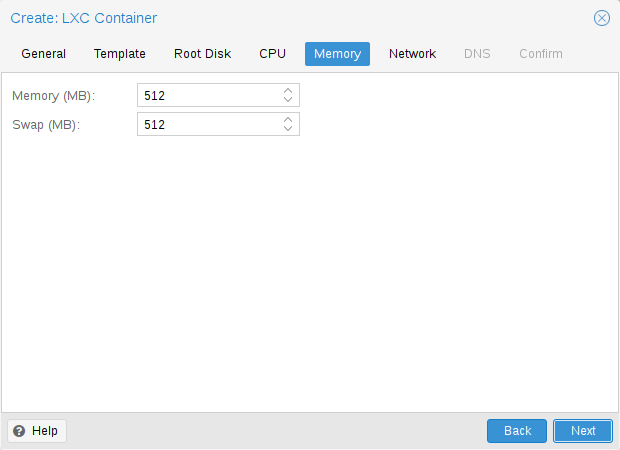 Create: LXC Container
General Template Root Disk CPU Memory Network DNS Confirm
Memory (MB): 512
Swap (MB): 512
Help Back Next